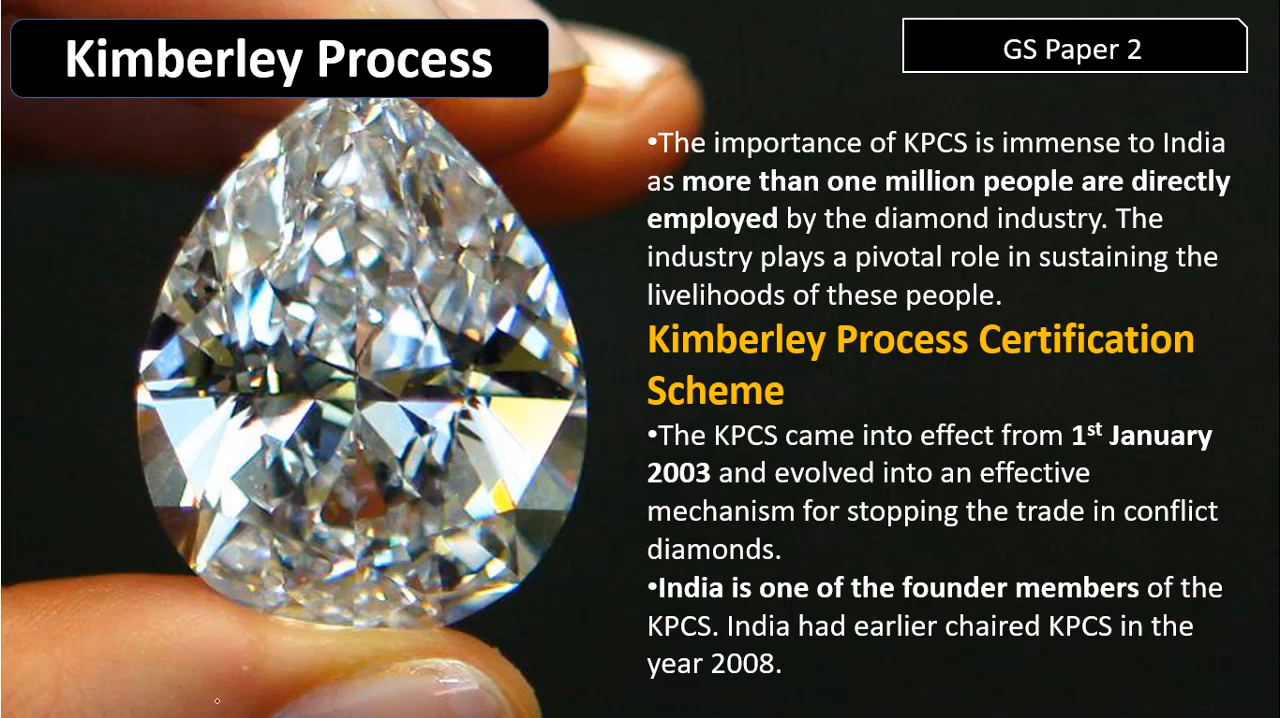 Kimberley Process
GS Paper 2
•The importance of KPCS is immense to India
as more than one million people are directly
employed by the diamond industry. The
industry plays a pivotal role in sustaining the
livelihoods of these people.
Kimberley Process Certification
Scheme
•The KPCS came into effect from 1st January
2003 and evolved into an effective
mechanism for stopping the trade in conflict
diamonds.
•India is one of the founder members of the
KPCS. India had earlier chaired KPCS in the
year 2008.